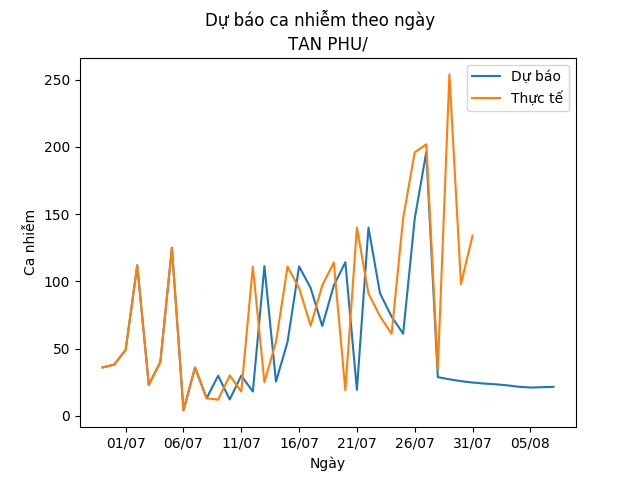 Dự báo ca nhiễm theo ngày
TAN PHU/
Dự báo
Thực tế
250
200
150
100
50
0
Ca nhiễm
01/07 06/07 11/07 16/07 21/07 26/07 31/07 05/08
Ngày